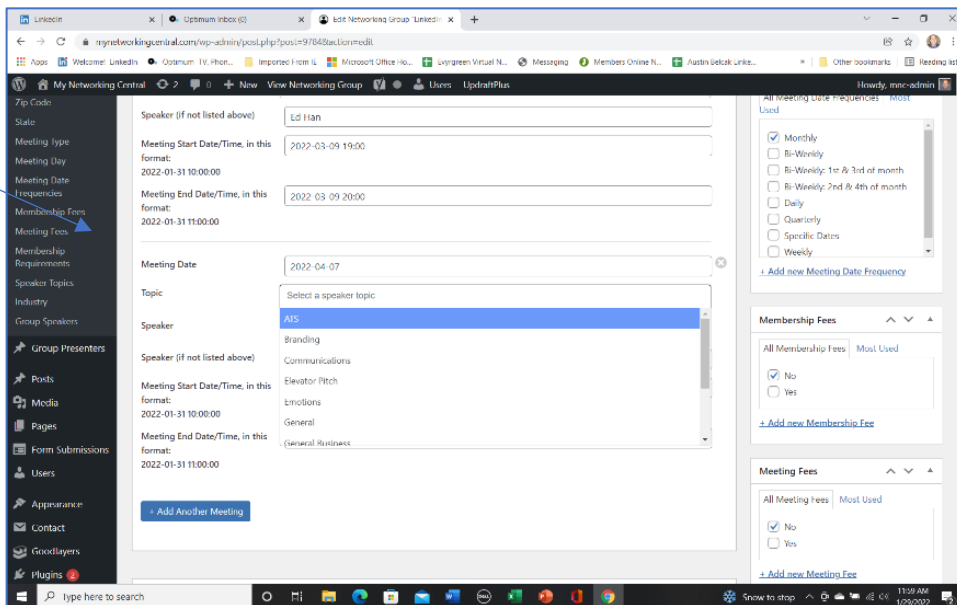 LinkedIn
Optimum Inbox (0)
Edit Networking Group "LinkedIn
mynetworkingcentral.com/wp-admin/post.php?post=9784&action=edit
Apps
Welcome! LinkedIn
Optimum TV, Phon...
Imported From IE
Microsoft Office Ho...
Evyrgreen Virtual N...
Messaging
Members Online N...
Austin Belcak Linke...
»
Other bookmarks
Reading list
My Networking Central
2
0
+ New
View Networking Group
Users
UpdraftPlus
Howdy, mnc-admin
Zip Code
State
Meeting Type
Meeting Day
Meeting Date
Frequencies
Membership Fees
Meeting Fees
Membership
Requirements
Speaker Topics
Industry
Group Speakers
Group Presenters
Posts
Media
Pages
Form Submissions
Users
Appearance
Contact
Goodlayers
Plugins 2
Speaker (if not listed above)
Ed Han
Meeting Start Date/Time, in this
format:
2022-01-31 10:00:00
2022-03-09 19:00
Meeting End Date/Time, in this
format:
2022-01-31 11:00:00
2022-03-09 20:00
Meeting Date
2022-04-07
Topic
Select a speaker topic
ATS
Branding
Communications
Elevator Pitch
Emotions
General
General Business
Speaker
Speaker (if not listed above)
Meeting Start Date/Time, in this
format:
2022-01-31 10:00:00
Meeting End Date/Time, in this
format:
2022-01-31 11:00:00
+ Add Another Meeting
All Meeting Date Frequencies
Most
Used
Monthly
Bi-Weekly
Bi-Weekly: 1st & 3rd of month
Bi-Weekly: 2nd & 4th of month
Daily
Quarterly
Specific Dates
Weekly
+ Add new Meeting Date Frequency
Membership Fees
All Membership Fees
Most Used
No
Yes
+ Add new Membership Fee
Meeting Fees
All Meeting Fees
Most Used
No
Yes
+ Add new Meeting Fee
Type here to search
Snow to stop
11:59 AM
1/29/2022